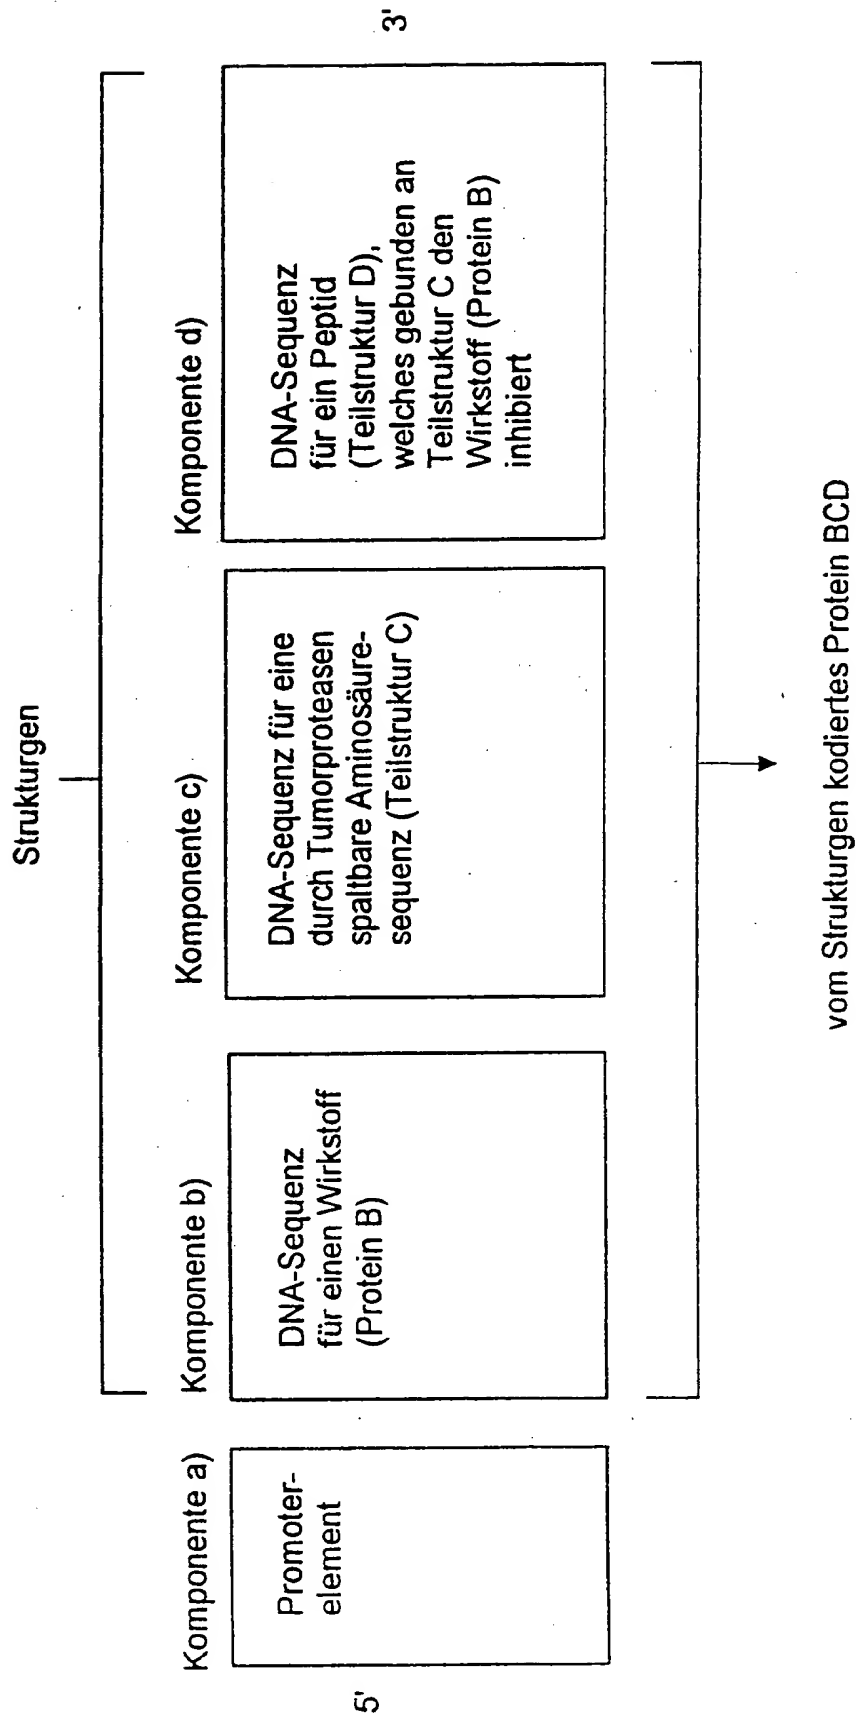 Strukturgen
Komponente a)
Komponente b)
Komponente c)
Komponente d)
5'
Promoter-
element
DNA-Sequenz
für einen Wirkstoff
(Protein B)
DNA-Sequenz für eine
durch Tumorproteasen
spaltbare Aminosäure-
sequenz (Teilstruktur C)
DNA-Sequenz
für ein Peptid
(Teilstruktur D),
welches gebunden an
Teilstruktur C den
Wirkstoff (Protein B)
inhibiert
3'
vom Strukturgen kodiertes Protein BCD